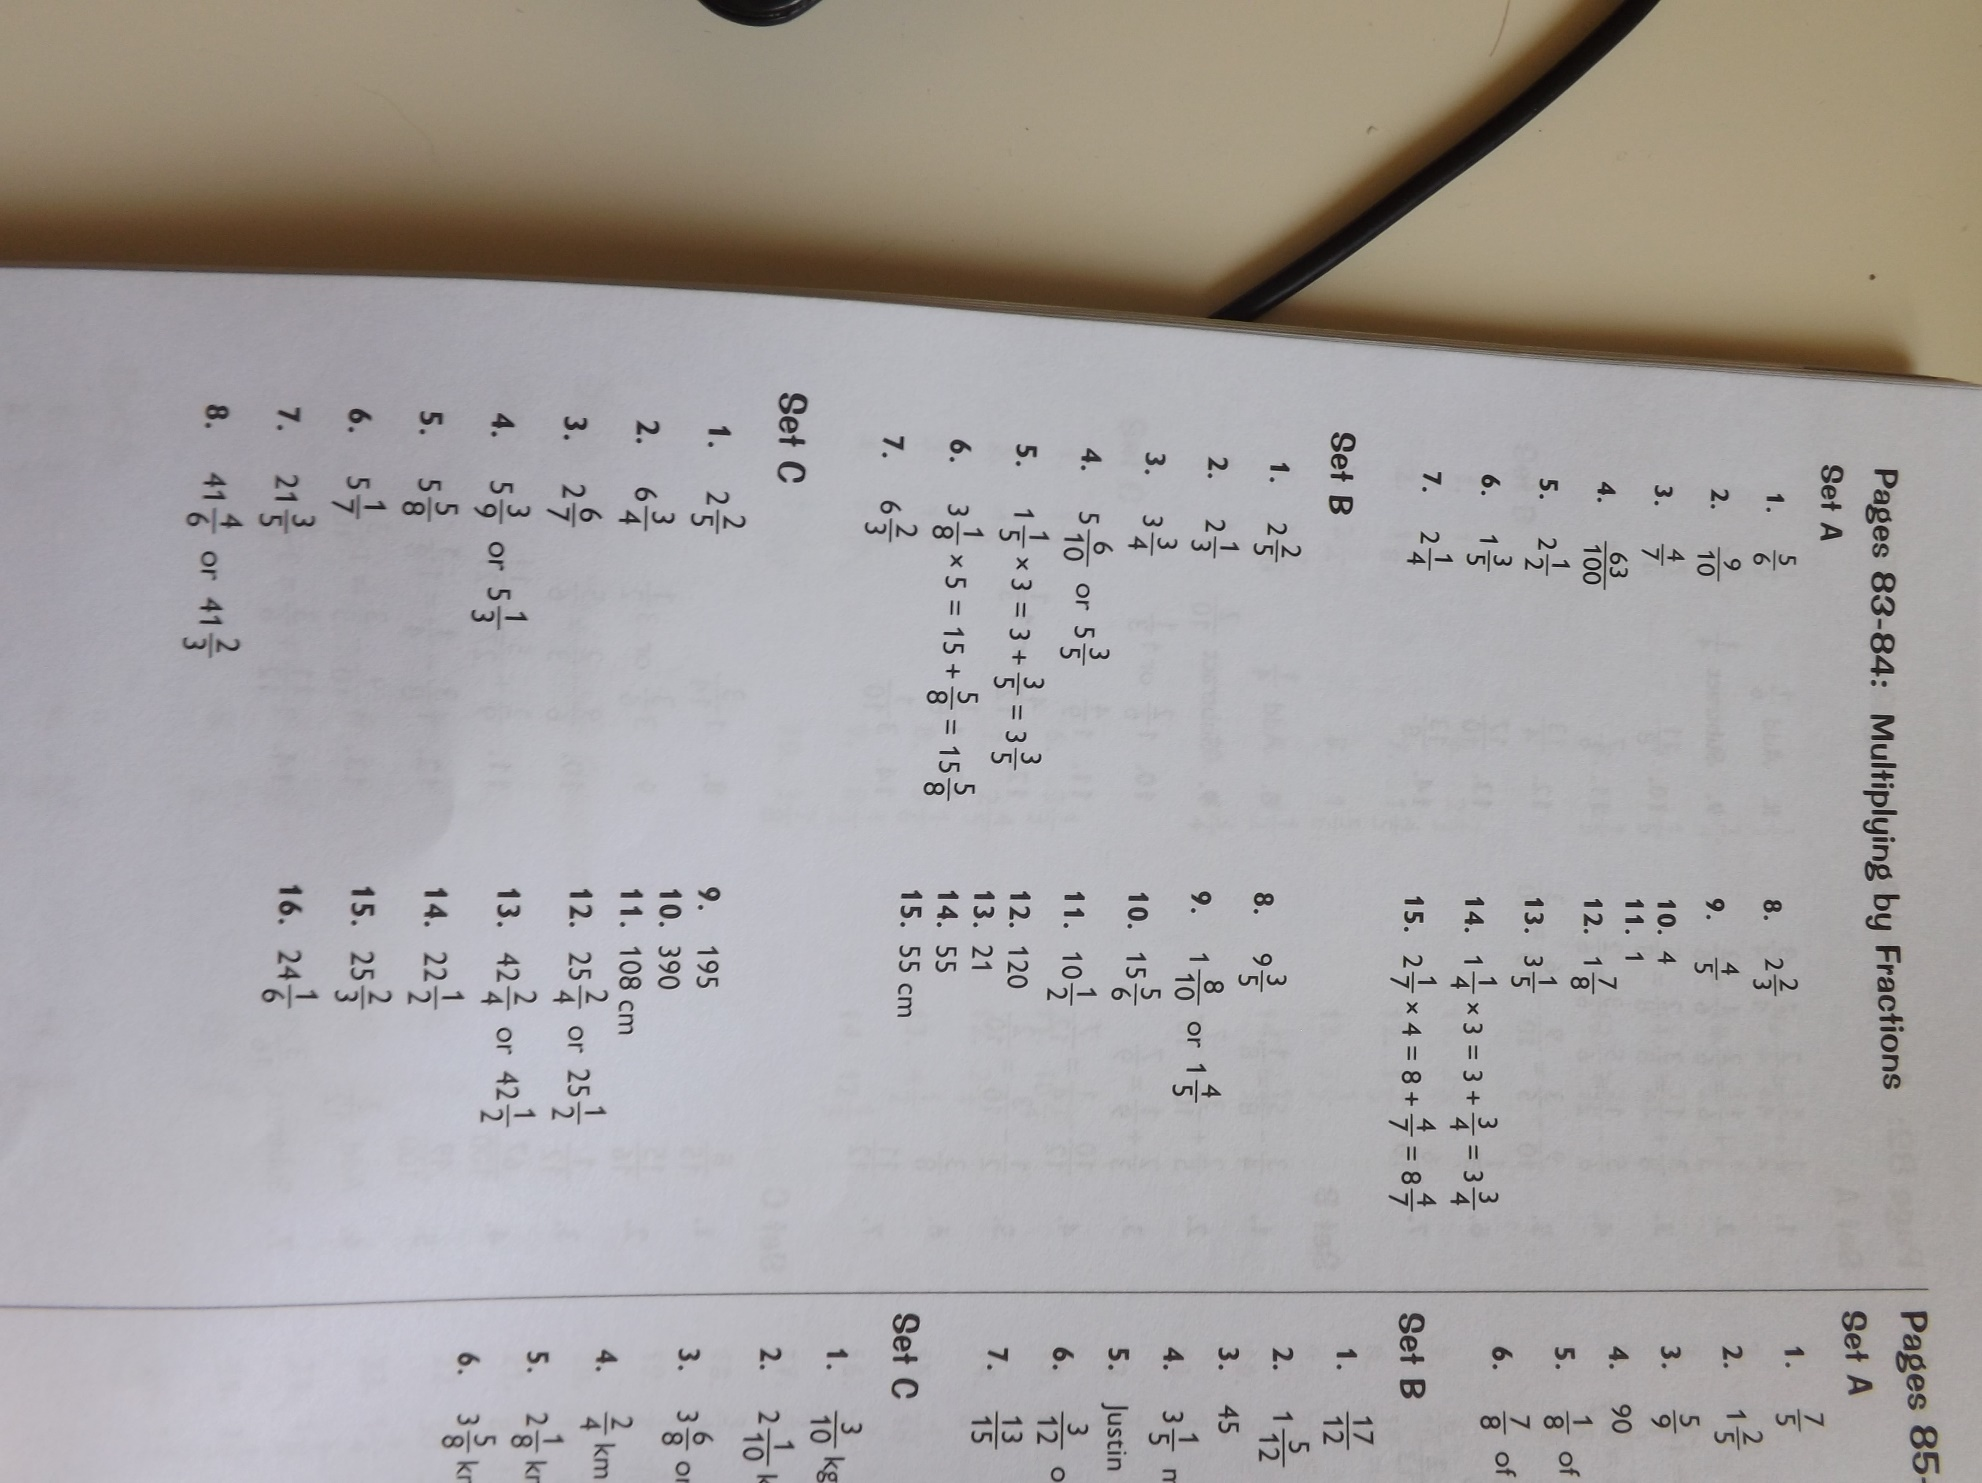 Pages 83-84: Multiplying by Fractions
Set A
1. 5/6
2. 9/10
3. 4/7
4. 63/100
5. 2 1/2
6. 1 3/5
7. 2 1/4
8. 2 2/3
9. 4/5
10. 4
11. 1
12. 1 7/8
13. 3 1/5
14. 1 1/4 × 3 = 3 + 3/4 = 3 3/4
15. 2 1/7 × 4 = 8 + 4/7 = 8 4/7
Set B
1. 2 2/5
2. 2 1/3
3. 3 3/4
4. 5 6/10 or 5 3/5
5. 1 1/5 × 3 = 3 + 3/5 = 3 3/5
6. 3 1/8 × 5 = 15 + 5/8 = 15 5/8
7. 6 2/3
8. 9 3/5
9. 1 8/10 or 1 4/5
10. 15 5/6
11. 10 1/2
12. 120
13. 21
14. 55
15. 55 cm
Set C
1. 2 2/5
2. 6 3/4
3. 2 6/7
4. 5 3/9 or 5 1/3
5. 5 5/8
6. 5 1/7
7. 21 3/5
8. 41 4/6 or 41 2/3
9. 195
10. 390
11. 108 cm
12. 25 2/4 or 25 1/2
13. 42 2/4 or 42 1/2
14. 22 1/2
15. 25 2/3
16. 24 1/6
Pages 85-
Set A
1. 7/5
2. 1 2/5
3. 5/9
4. 90
5. 1/8 of
6. 7/8 of
Set B
1. 17/12
2. 1 5/12
3. 45
4. 3 1/5
5. Justin
6. 3/12
7. 13/15
Set C
1. 3/10 kg
2. 2 1/10
3. 3 6/8 or
4. 2/4 km
5. 2 1/8
6. 3 5/8